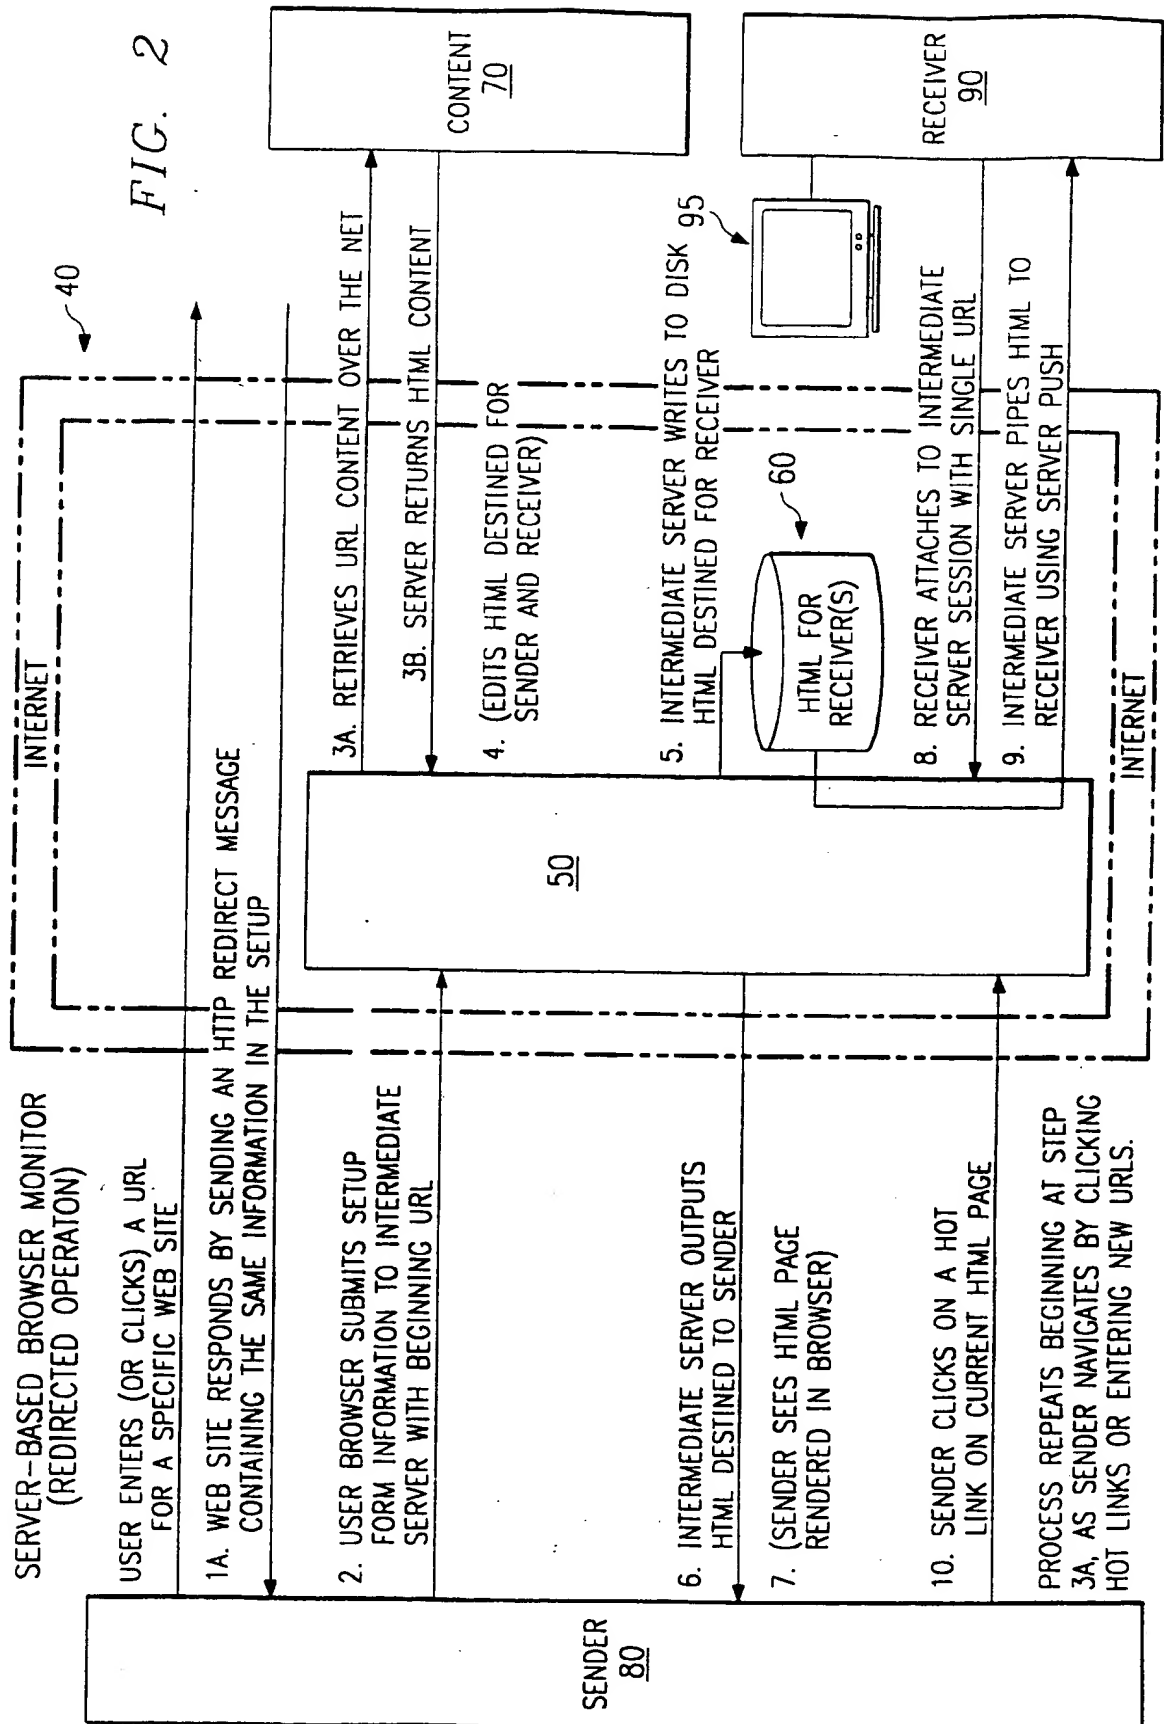 FIG. 2
SERVER-BASED BROWSER MONITOR
(REDIRECTED OPERATON)
40
INTERNET
USER ENTERS (OR CLICKS) A URL
FOR A SPECIFIC WEB SITE
1A. WEB SITE RESPONDS BY SENDING AN HTTP REDIRECT MESSAGE
CONTAINING THE SAME INFORMATION IN THE SETUP
2. USER BROWSER SUBMITS SETUP
FORM INFORMATION TO INTERMEDIATE
SERVER WITH BEGINNING URL
3A. RETRIEVES URL CONTENT OVER THE NET
3B. SERVER RETURNS HTML CONTENT
CONTENT
70
4. (EDITS HTML DESTINED FOR
SENDER AND RECEIVER)
SENDER
80
50
5. INTERMEDIATE SERVER WRITES TO DISK
HTML DESTINED FOR RECEIVER
95
60
HTML FOR
RECEIVER(S)
6. INTERMEDIATE SERVER OUTPUTS
HTML DESTINED TO SENDER
7. (SENDER SEES HTML PAGE
RENDERED IN BROWSER)
RECEIVER
90
8. RECEIVER ATTACHES TO INTERMEDIATE
SERVER SESSION WITH SINGLE URL
9. INTERMEDIATE SERVER PIPES HTML TO
RECEIVER USING SERVER PUSH
10. SENDER CLICKS ON A HOT
LINK ON CURRENT HTML PAGE
INTERNET
PROCESS REPEATS BEGINNING AT STEP
3A, AS SENDER NAVIGATES BY CLICKING
HOT LINKS OR ENTERING NEW URLS.